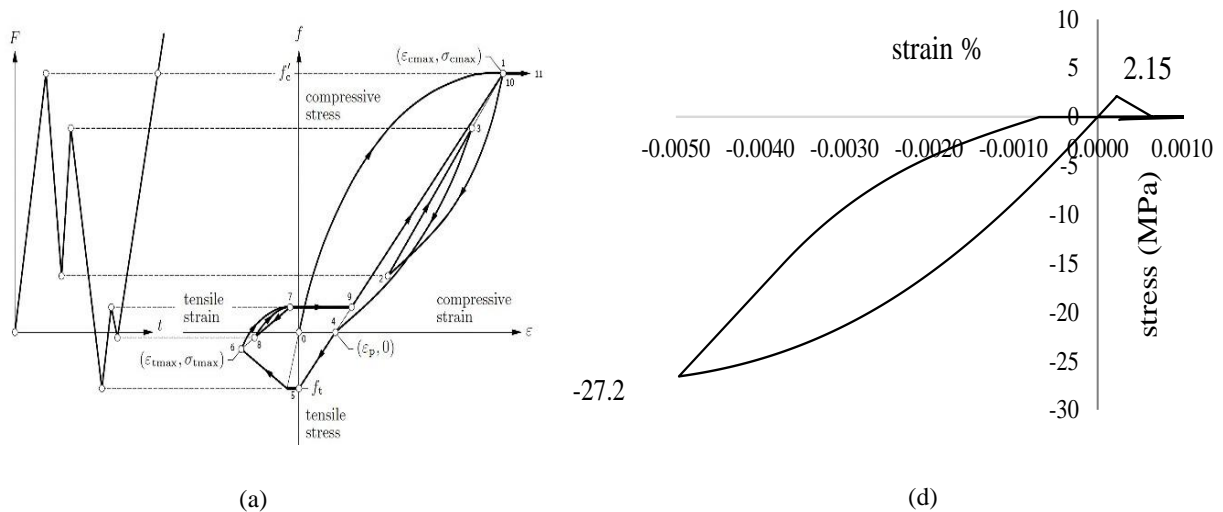 F
f
(εcmax, σcmax)
1
10
11
f′c
compressive
stress
3
2
tensile
strain
7
9
compressive
strain
t
4
0
ε
6
8
(εtmax, σtmax)
(εp, 0)
5
ft
tensile
stress
(a)
10
strain %
5
2.15
0
-0.0050 -0.0040 -0.0030 -0.0020 -0.0010 0.0000 0.0010
-5
-10
-15
-20
-25
-30
stress (MPa)
-27.2
(d)